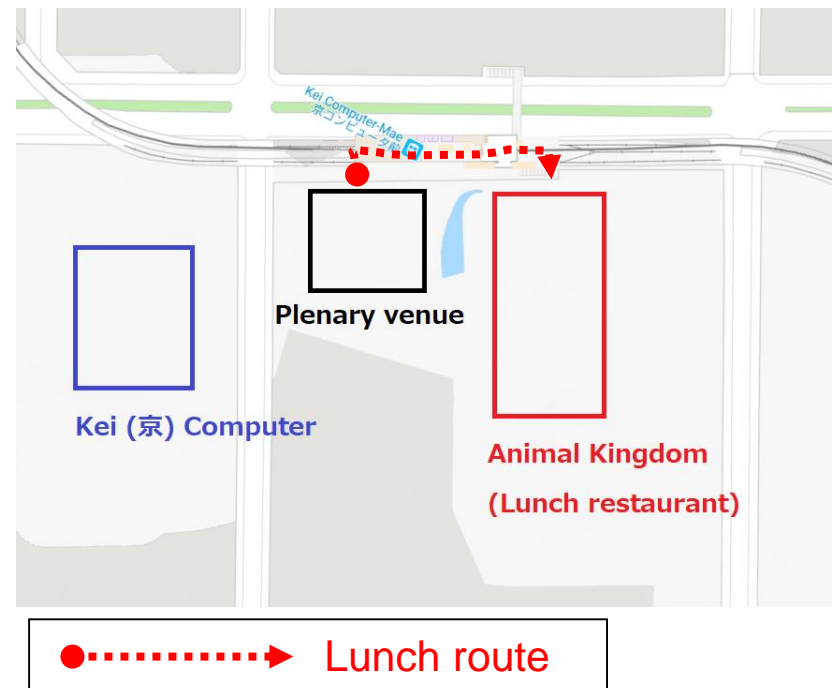 Kei Computer-Mae
京コンピュータ前
Plenary venue
Kei (京) Computer
Animal Kingdom
(Lunch restaurant)
Lunch route